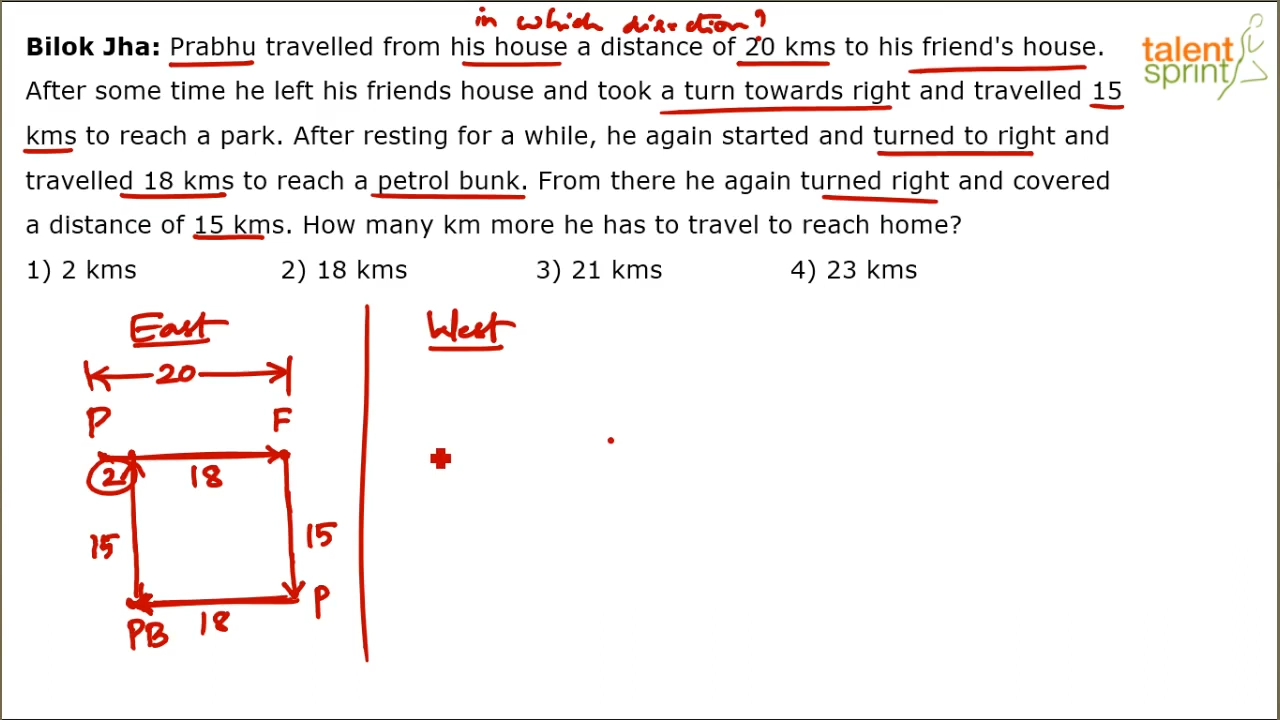 in which direction?
Bilok Jha: Prabhu travelled from his house a distance of 20 kms to his friend's house.
After some time he left his friends house and took a turn towards right and travelled 15
kms to reach a park. After resting for a while, he again started and turned to right and
travelled 18 kms to reach a petrol bunk. From there he again turned right and covered
a distance of 15 kms. How many km more he has to travel to reach home?
1) 2 kms 2) 18 kms 3) 21 kms 4) 23 kms
talent
sprint
East
20
P F
2 18
15 15
P
PB 18
West